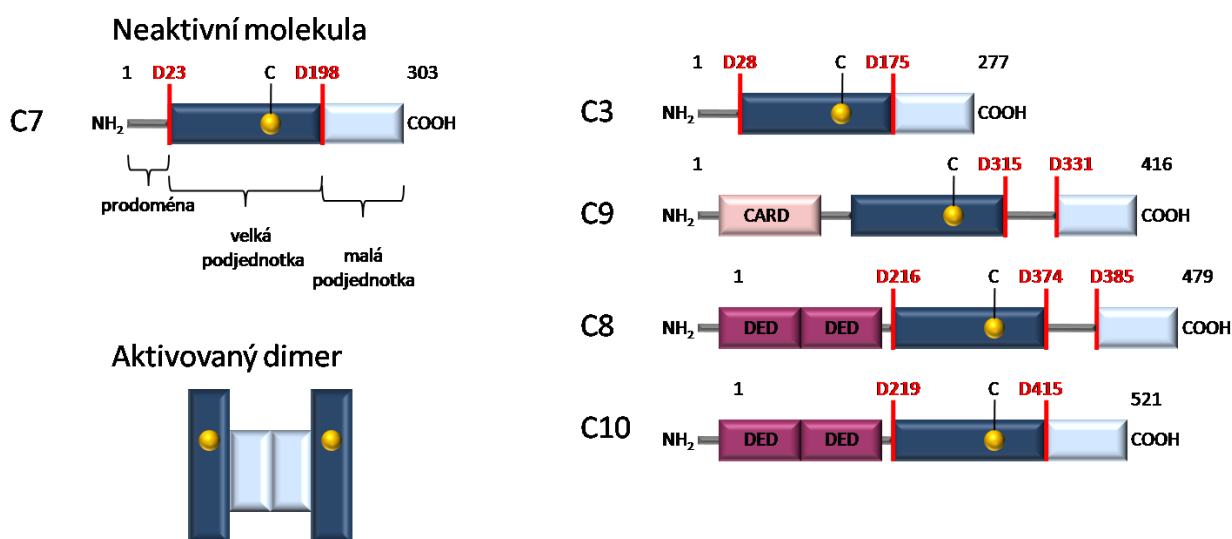 Neaktivní molekula
1 D23 C D198 303
C7 NH2 COOH
prodoména
velká
podjednotka
malá
podjednotka
Aktivovaný dimer
1 D28 C D175 277
C3 NH2 COOH
1 C D315 D331 416
C9 NH2 CARD COOH
1 D216 C D374 D385 479
C8 NH2 DED DED COOH
1 D219 C D415 521
C10 NH2 DED DED COOH